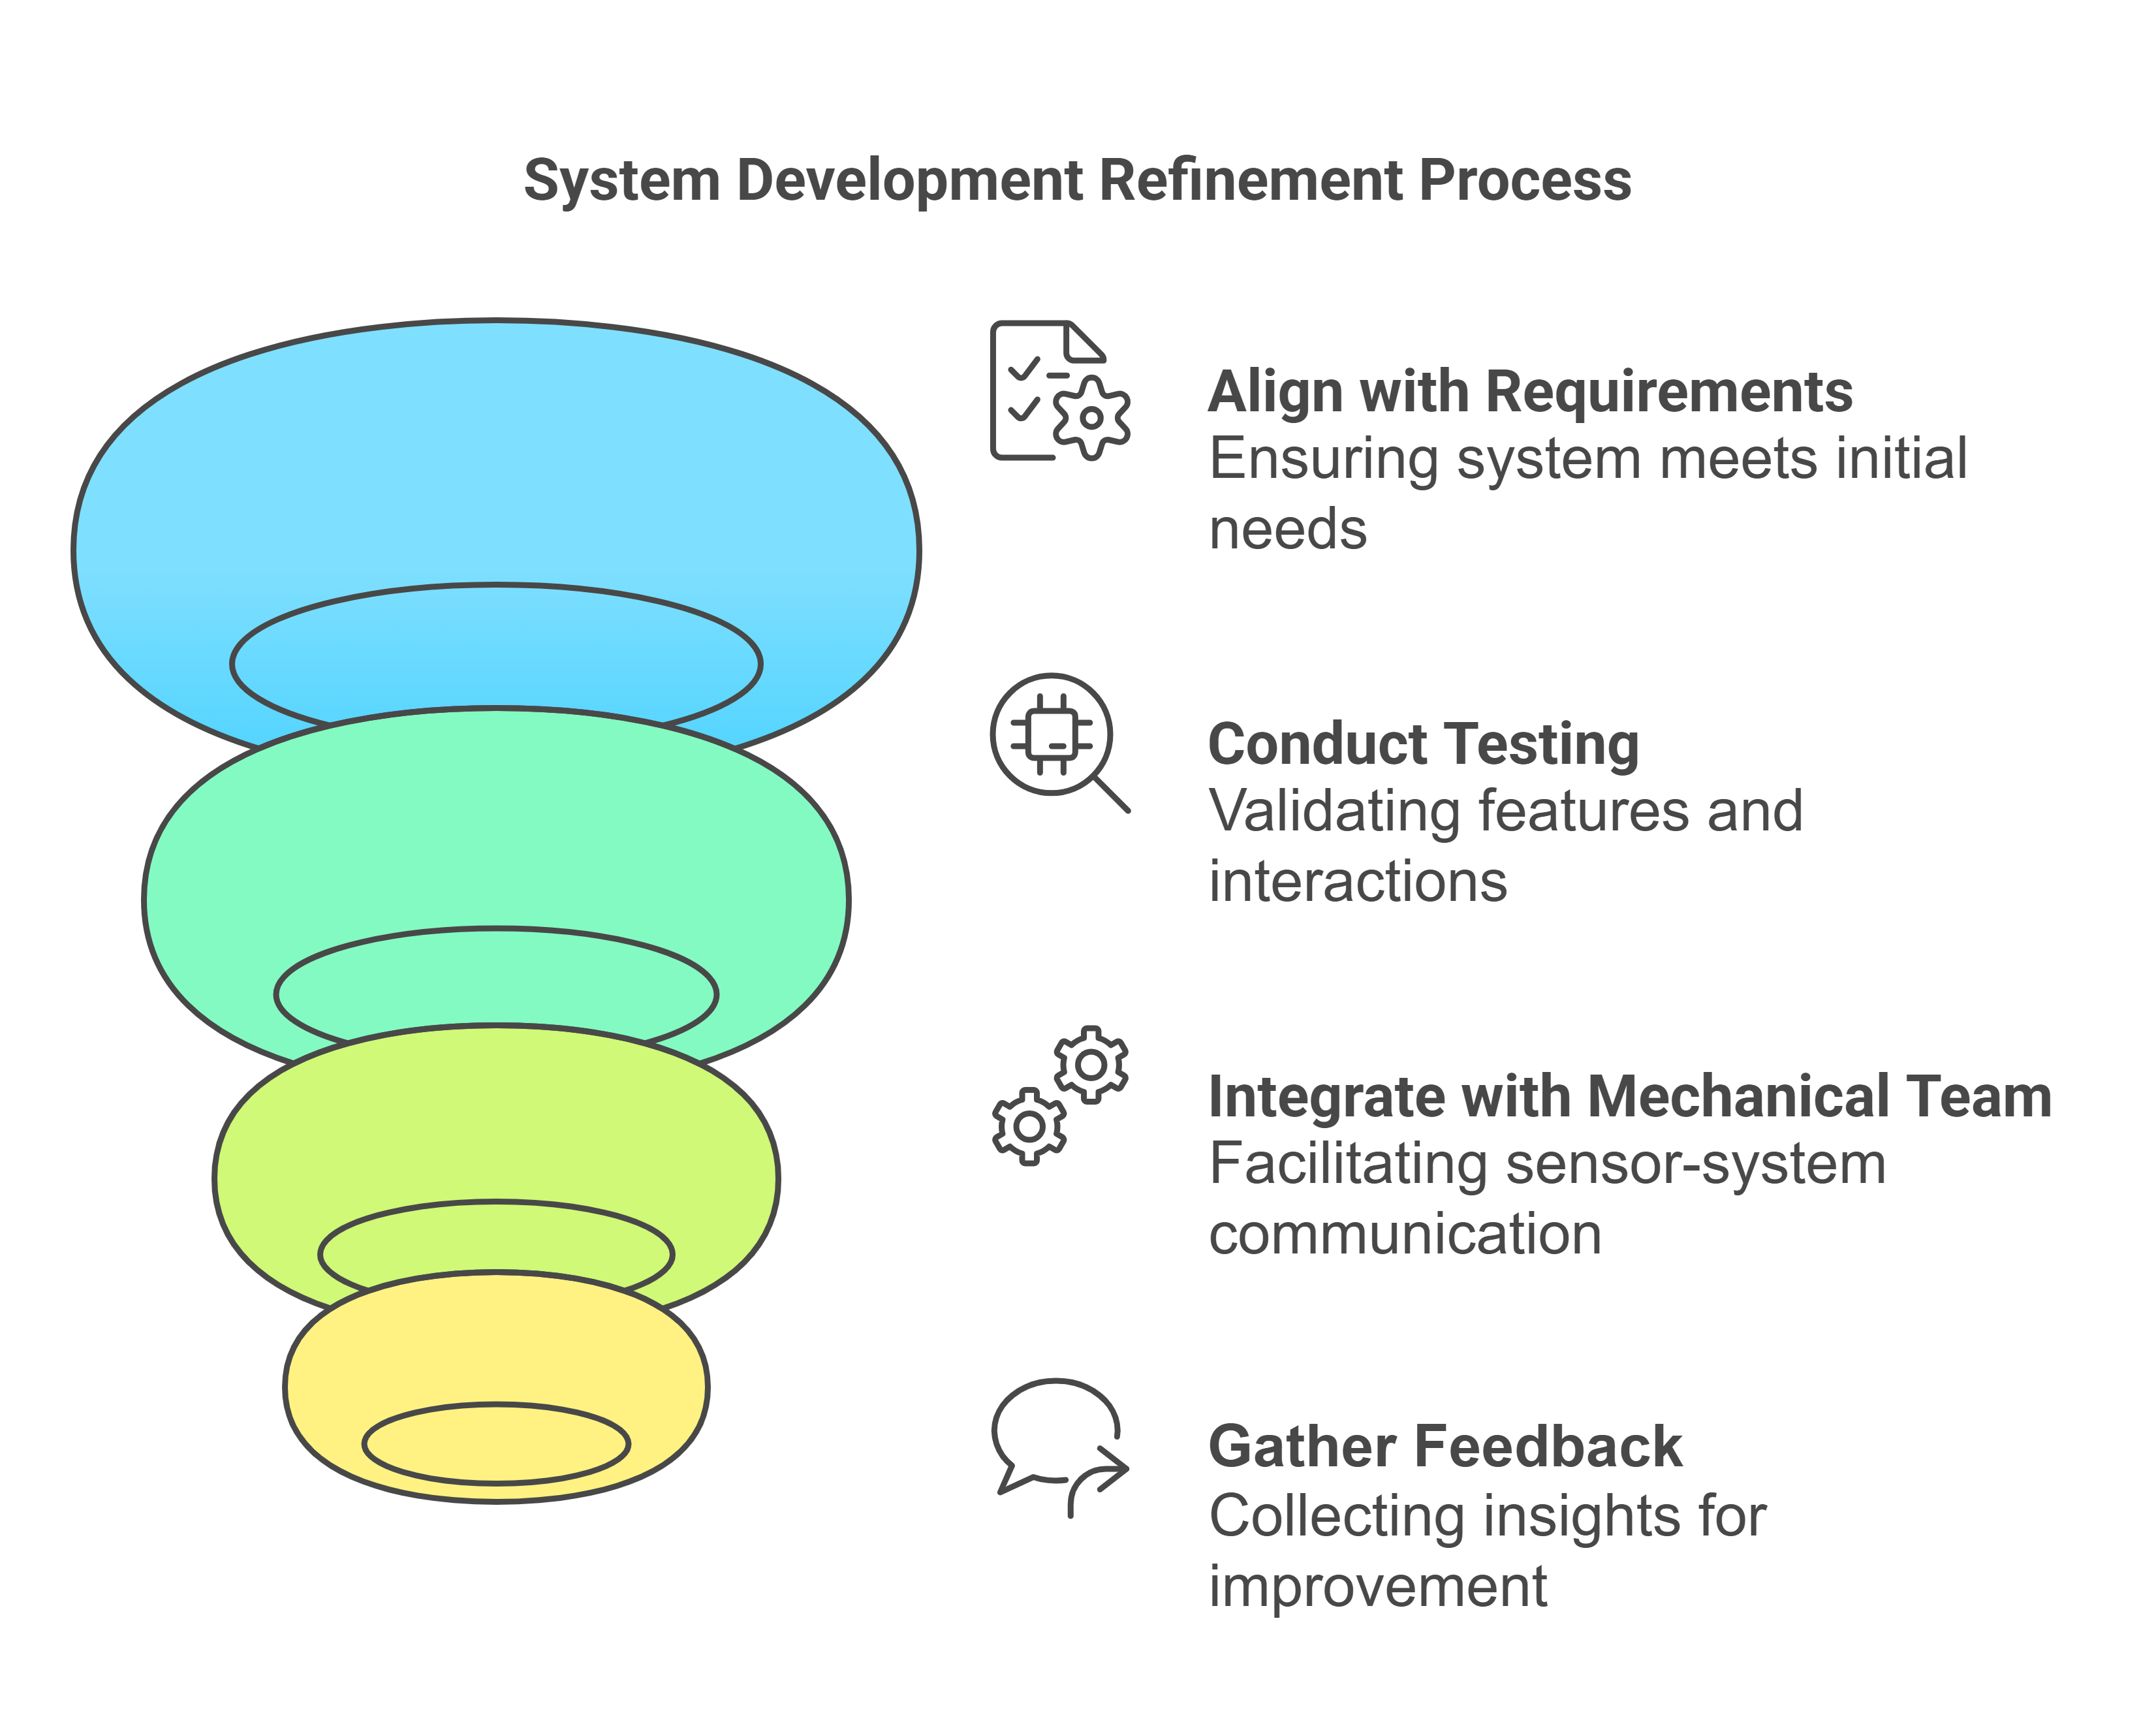 System Development Refinement Process
Align with Requirements
Ensuring system meets initial
needs
Conduct Testing
Validating features and
interactions
Integrate with Mechanical Team
Facilitating sensor-system
communication
Gather Feedback
Collecting insights for
improvement